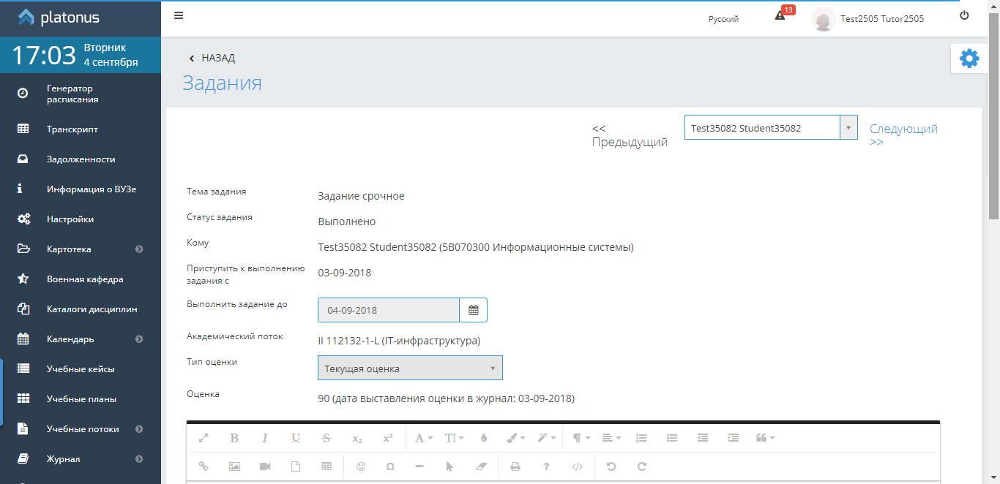 platonus
Русский
13
Test2505 Tutor2505
17:03
Вторник
4 сентября
НАЗАД
Задания
Генератор
расписания
Транскрипт
Задолженности
Информация о ВУЗе
Настройки
Картотека
Военная кафедра
Каталоги дисциплин
Календарь
Учебные кейсы
Учебные планы
Учебные потоки
Журнал
<<
Предыдущий
Test35082 Student35082
Следующий
>>
Тема задания
Задание срочное
Статус задания
Выполнено
Кому
Test35082 Student35082 (5B070300 Информационные системы)
Приступить к выполнению
задания с
03-09-2018
Выполнить задание до
04-09-2018
Академический поток
II 112132-1-L (IT-инфраструктура)
Тип оценки
Текущая оценка
Оценка
90 (дата выставления оценки в журнал: 03-09-2018)